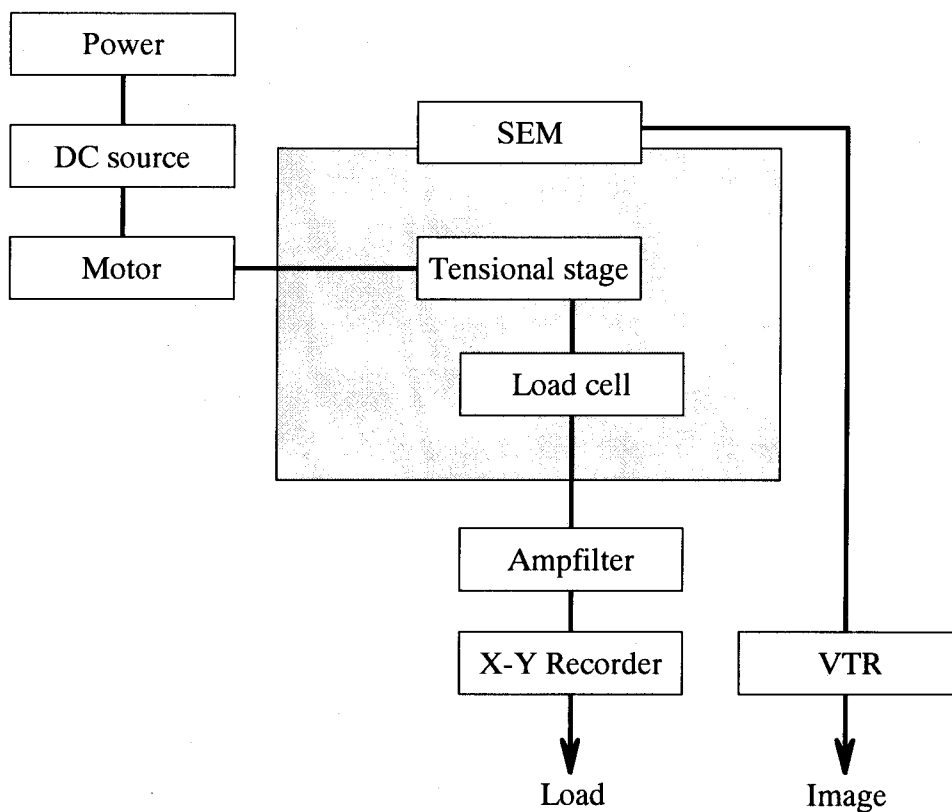 Power
DC source
SEM
Motor
Tensional stage
Load cell
Ampfilter
X-Y Recorder
VTR
Load
Image